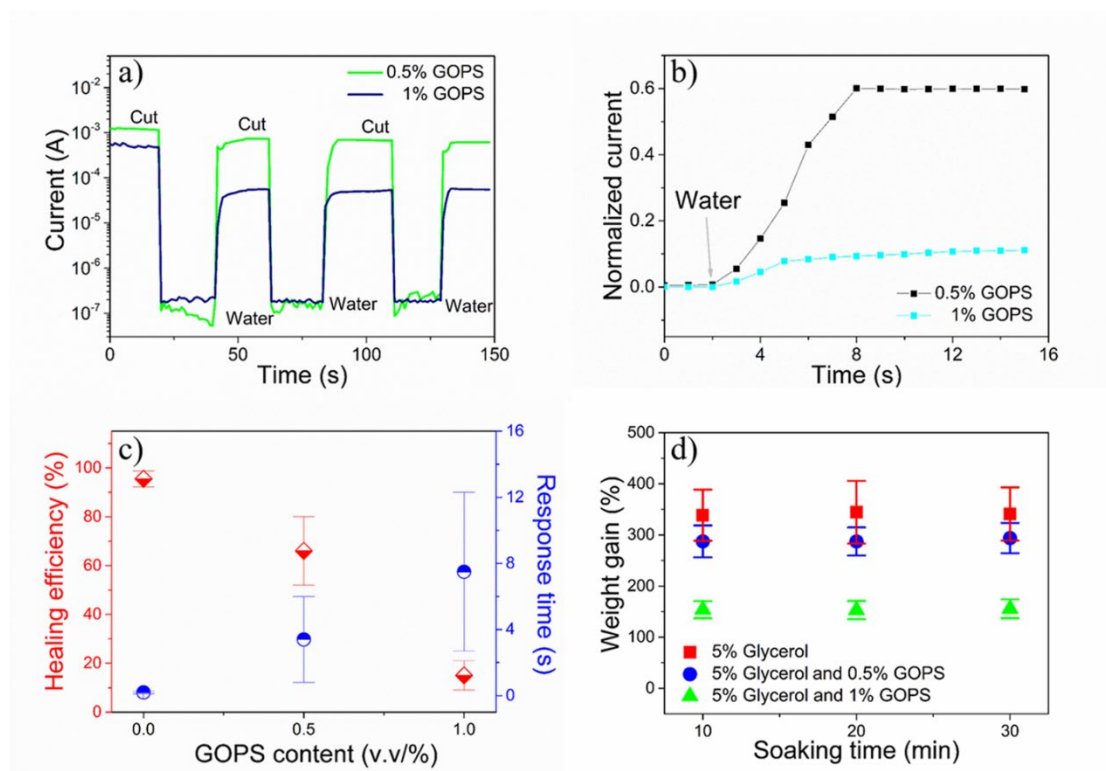 a)
0.5% GOPS
1% GOPS
Cut
Cut
Cut
Water
Water
Water
10⁻²
10⁻³
10⁻⁴
10⁻⁵
10⁻⁶
10⁻⁷
Current (A)
0 50 100 150
Time (s)
b)
Water
0.5% GOPS
1% GOPS
0.6
0.4
0.2
0.0
Normalized current
0 4 8 12 16
Time (s)
c)
100
80
60
40
20
0
Healing efficiency (%)
16
12
8
4
0
Response time (s)
0.0 0.5 1.0
GOPS content (v.v/%)
d)
500
400
300
200
100
0
Weight gain (%)
5% Glycerol
5% Glycerol and 0.5% GOPS
5% Glycerol and 1% GOPS
10 20 30
Soaking time (min)